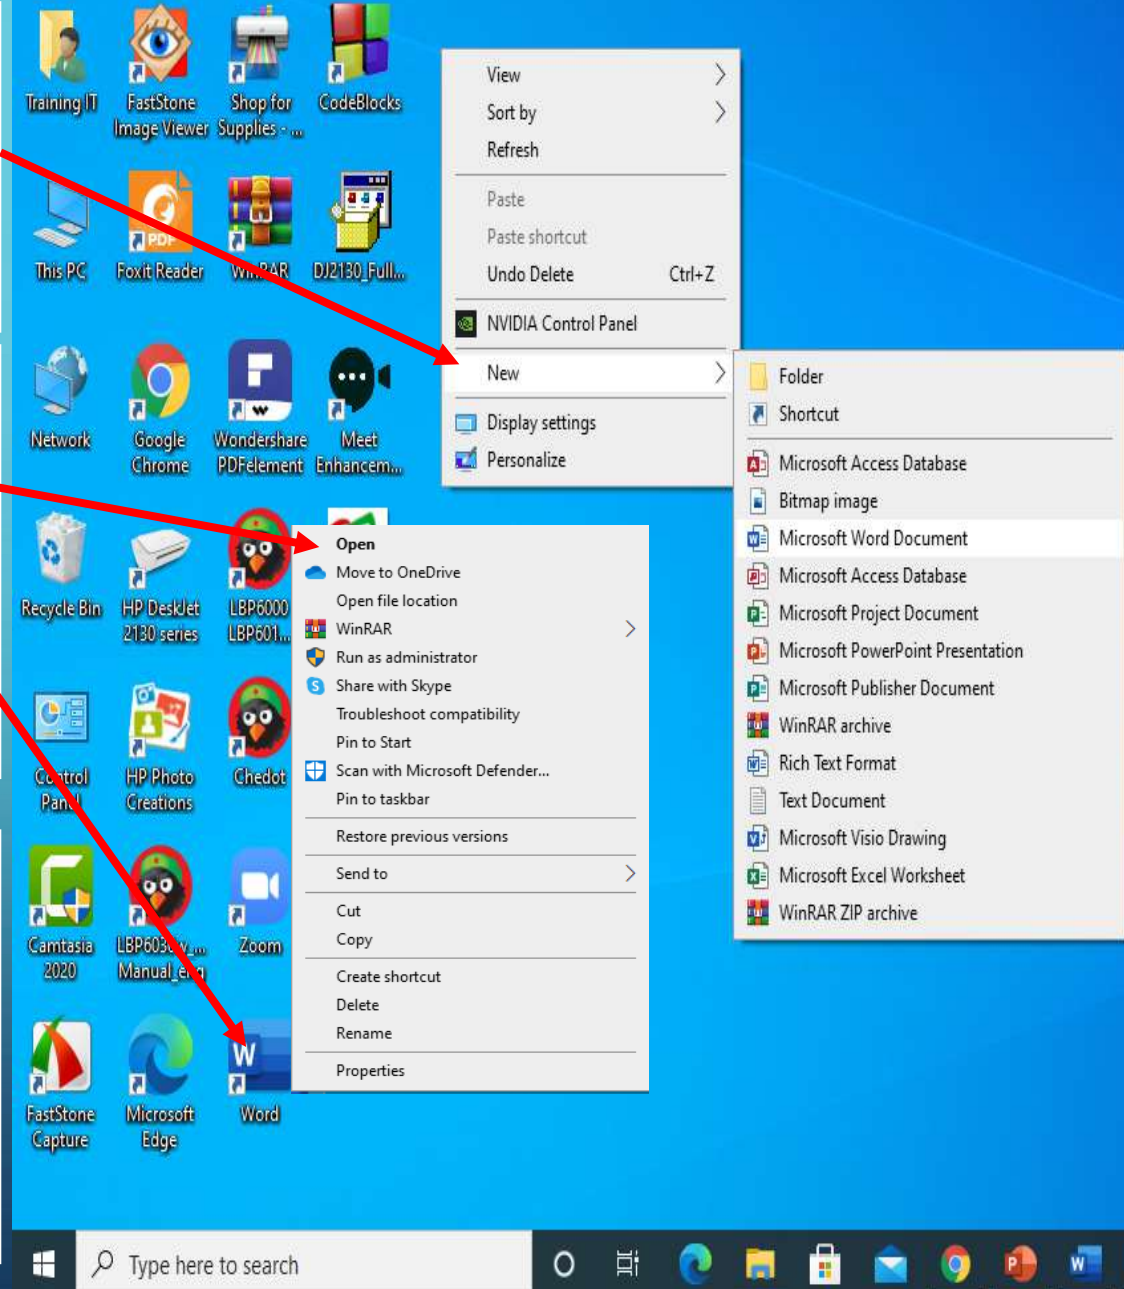 Training IT
FastStone
Image Viewer
Shop for
Supplies - ...
CodeBlocks
This PC
Foxit Reader
WinRAR
DJ2130_Full...
Network
Google
Chrome
Wondershare
PDFelement
Meet
Enhancem...
Recycle Bin
HP DeskJet
2130 series
LBP6000
LBP601...
Control
Panel
HP Photo
Creations
Chedot
Camtasia
2020
Manual_eng
Zoom
FastStone
Capture
Microsoft
Edge
Word
View
Sort by
Refresh
Paste
Paste shortcut
Undo Delete Ctrl+Z
NVIDIA Control Panel
New
Display settings
Personalize
Folder
Shortcut
Microsoft Access Database
Bitmap image
Microsoft Word Document
Microsoft Access Database
Microsoft Project Document
Microsoft PowerPoint Presentation
Microsoft Publisher Document
WinRAR archive
Rich Text Format
Text Document
Microsoft Visio Drawing
Microsoft Excel Worksheet
WinRAR ZIP archive
Open
Move to OneDrive
Open file location
WinRAR
Run as administrator
Share with Skype
Troubleshoot compatibility
Pin to Start
Scan with Microsoft Defender...
Pin to taskbar
Restore previous versions
Send to
Cut
Copy
Create shortcut
Delete
Rename
Properties
Type here to search